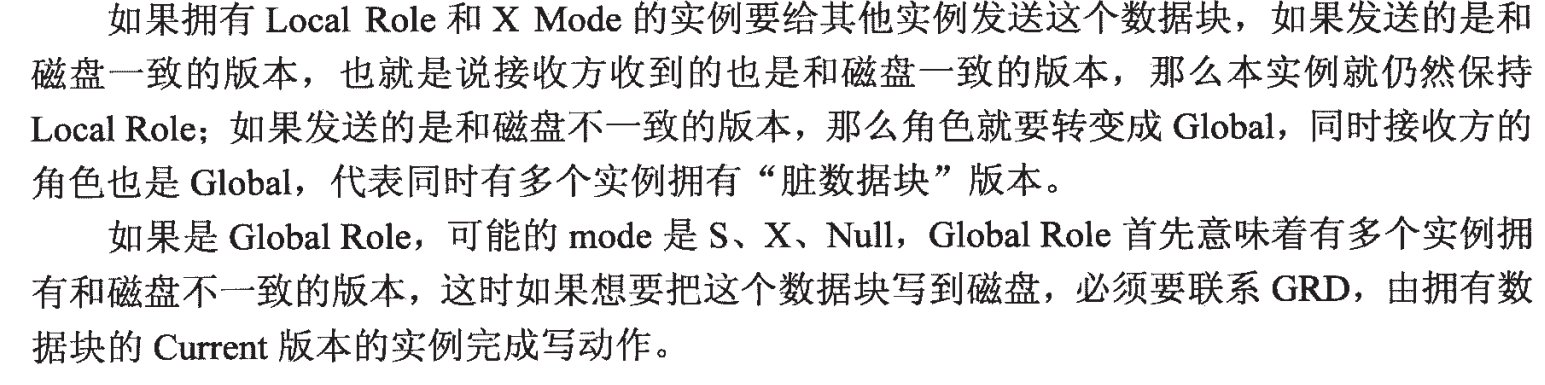 如果拥有 Local Role 和 X Mode 的实例要给其他实例发送这个数据块，如果发送的是和
磁盘一致的版本，也就是说接收方收到的也是和磁盘一致的版本，那么本实例就仍然保持
Local Role；如果发送的是和磁盘不一致的版本，那么角色就要转变成 Global，同时接收方的
角色也是 Global，代表同时有多个实例拥有“脏数据块”版本。
如果是 Global Role，可能的 mode 是 S、X、Null，Global Role 首先意味着有多个实例拥
有和磁盘不一致的版本，这时如果想要把这个数据块写到磁盘，必须要联系 GRD，由拥有数
据块的 Current 版本的实例完成写动作。